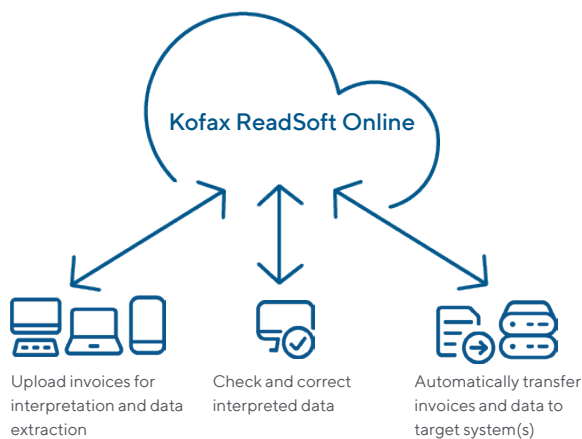 Kofax ReadSoft Online
Upload invoices for
interpretation and data
extraction
Check and correct
interpreted data
Automatically transfer
invoices and data to
target system(s)